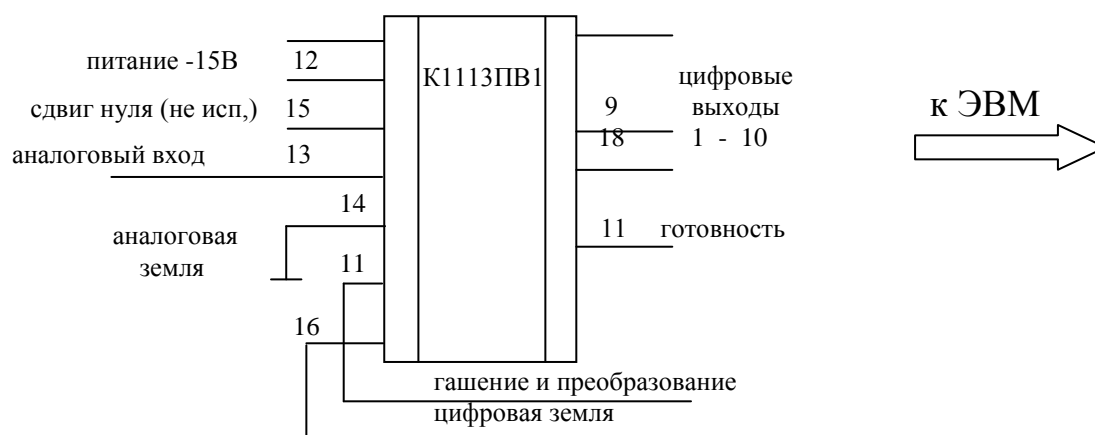 питание -15В 12
сдвиг нуля (не исп,) 15
аналоговый вход 13
14
аналоговая
земля
11
16
К1113ПВ1
цифровые
9 выходы
18 1 - 10
11 готовность
гашение и преобразование
цифровая земля
к ЭВМ